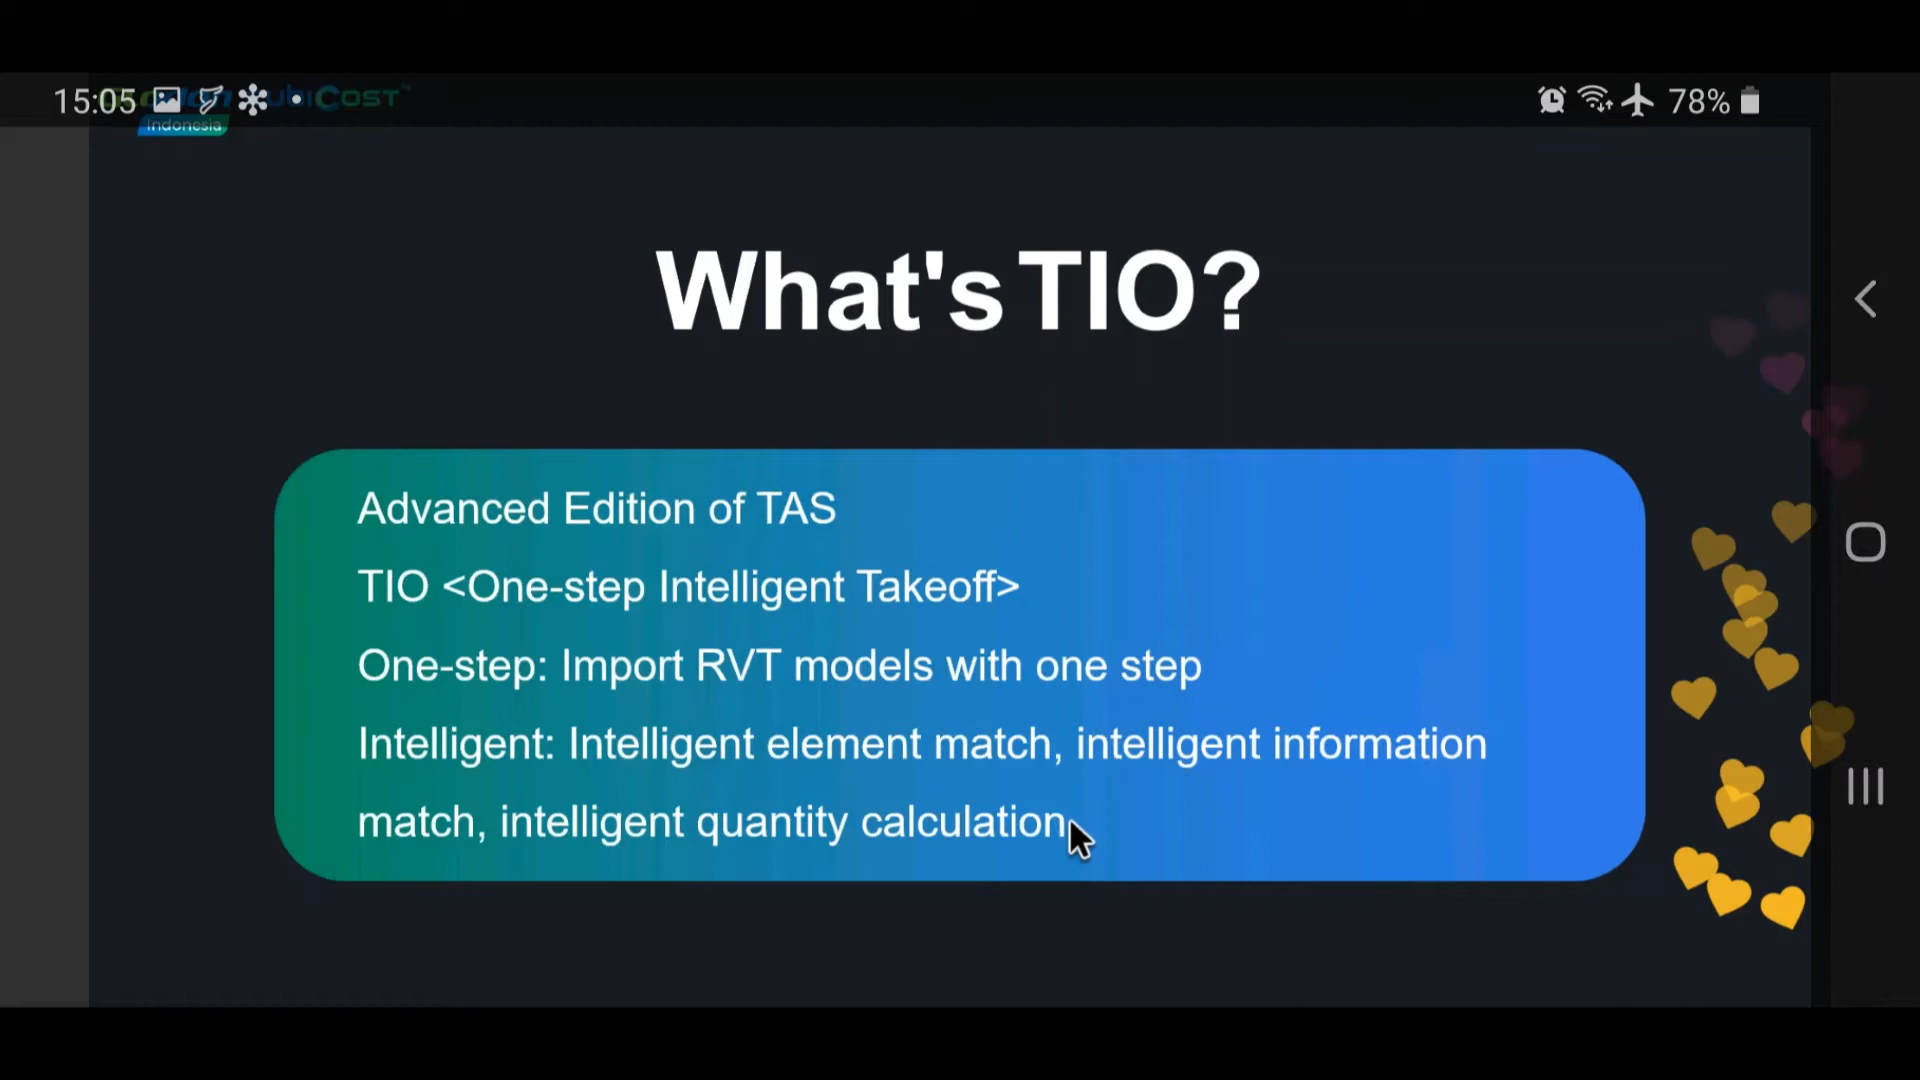 15:05
78%
Indonesia
What's TIO?
Advanced Edition of TAS
TIO <One-step Intelligent Takeoff>
One-step: Import RVT models with one step
Intelligent: Intelligent element match, intelligent information
match, intelligent quantity calculation